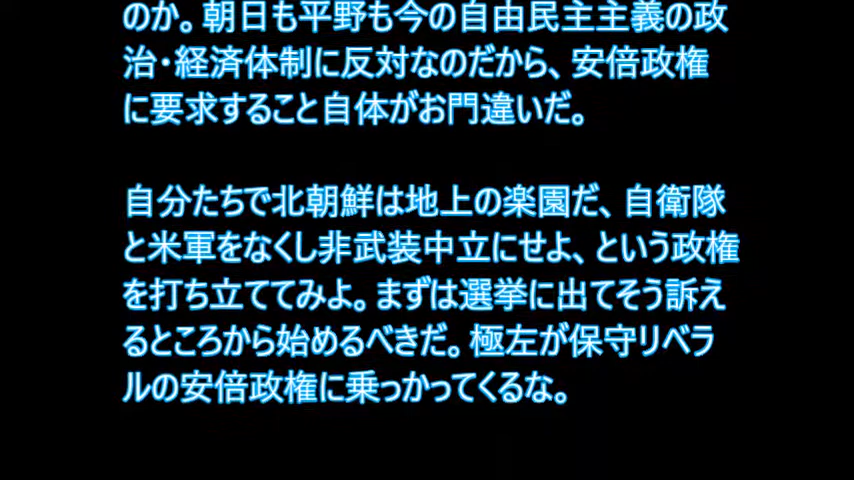 のか。朝日も平野も今の自由民主主義の政
治・経済体制に反対なのだから、安倍政権
に要求すること自体がお門違いだ。
自分たちで北朝鮮は地上の楽園だ、自衛隊
と米軍をなくし非武装中立にせよ、という政権
を打ち立ててみよ。まずは選挙に出てそう訴え
るところから始めるべきだ。極左が保守リベラ
ルの安倍政権に乗っかってくるな。